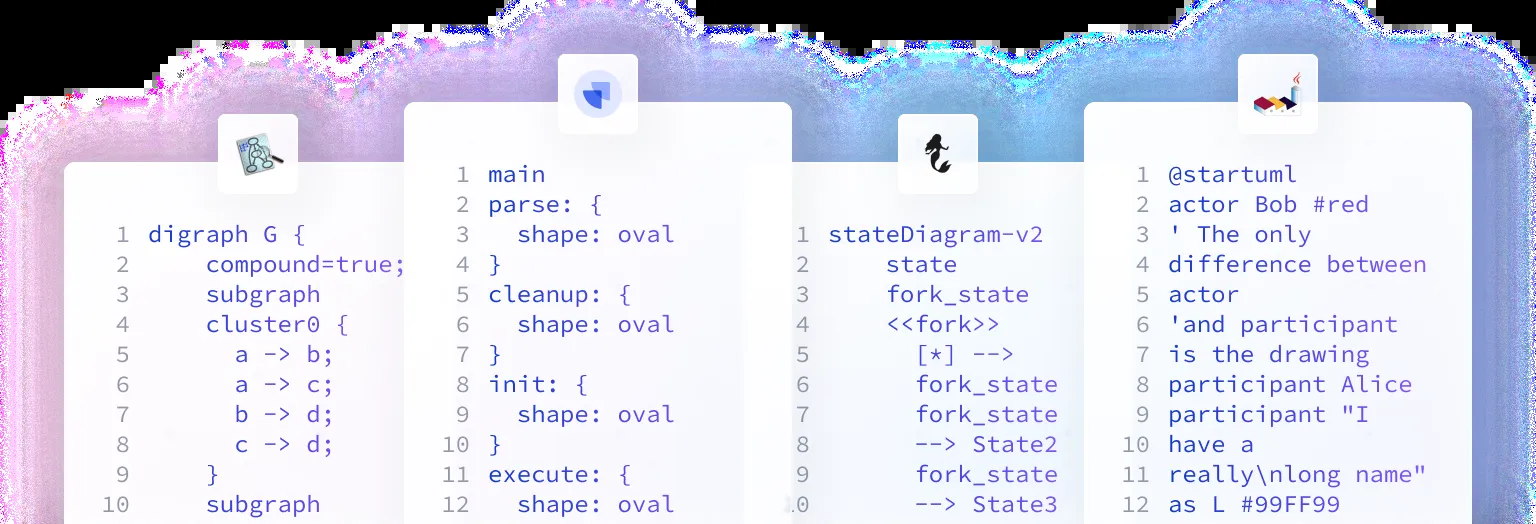 1 digraph G {
2 compound=true;
3 subgraph
4 cluster0 {
5 a -> b;
6 a -> c;
7 b -> d;
8 c -> d;
9 }
10 subgraph
1 main
2 parse: {
3 shape: oval
4 }
5 cleanup: {
6 shape: oval
7 }
8 init: {
9 shape: oval
10 }
11 execute: {
12 shape: oval
1 stateDiagram-v2
2 state
3 fork_state
4 <<fork>>
5 [*] -->
6 fork_state
7 fork_state
8 --> State2
9 fork_state
10 --> State3
1 @startuml
2 actor Bob #red
3 ' The only
4 difference between
5 actor
6 'and participant
7 is the drawing
8 participant Alice
9 participant "I
10 have a
11 really\nlong name"
12 as L #99FF99